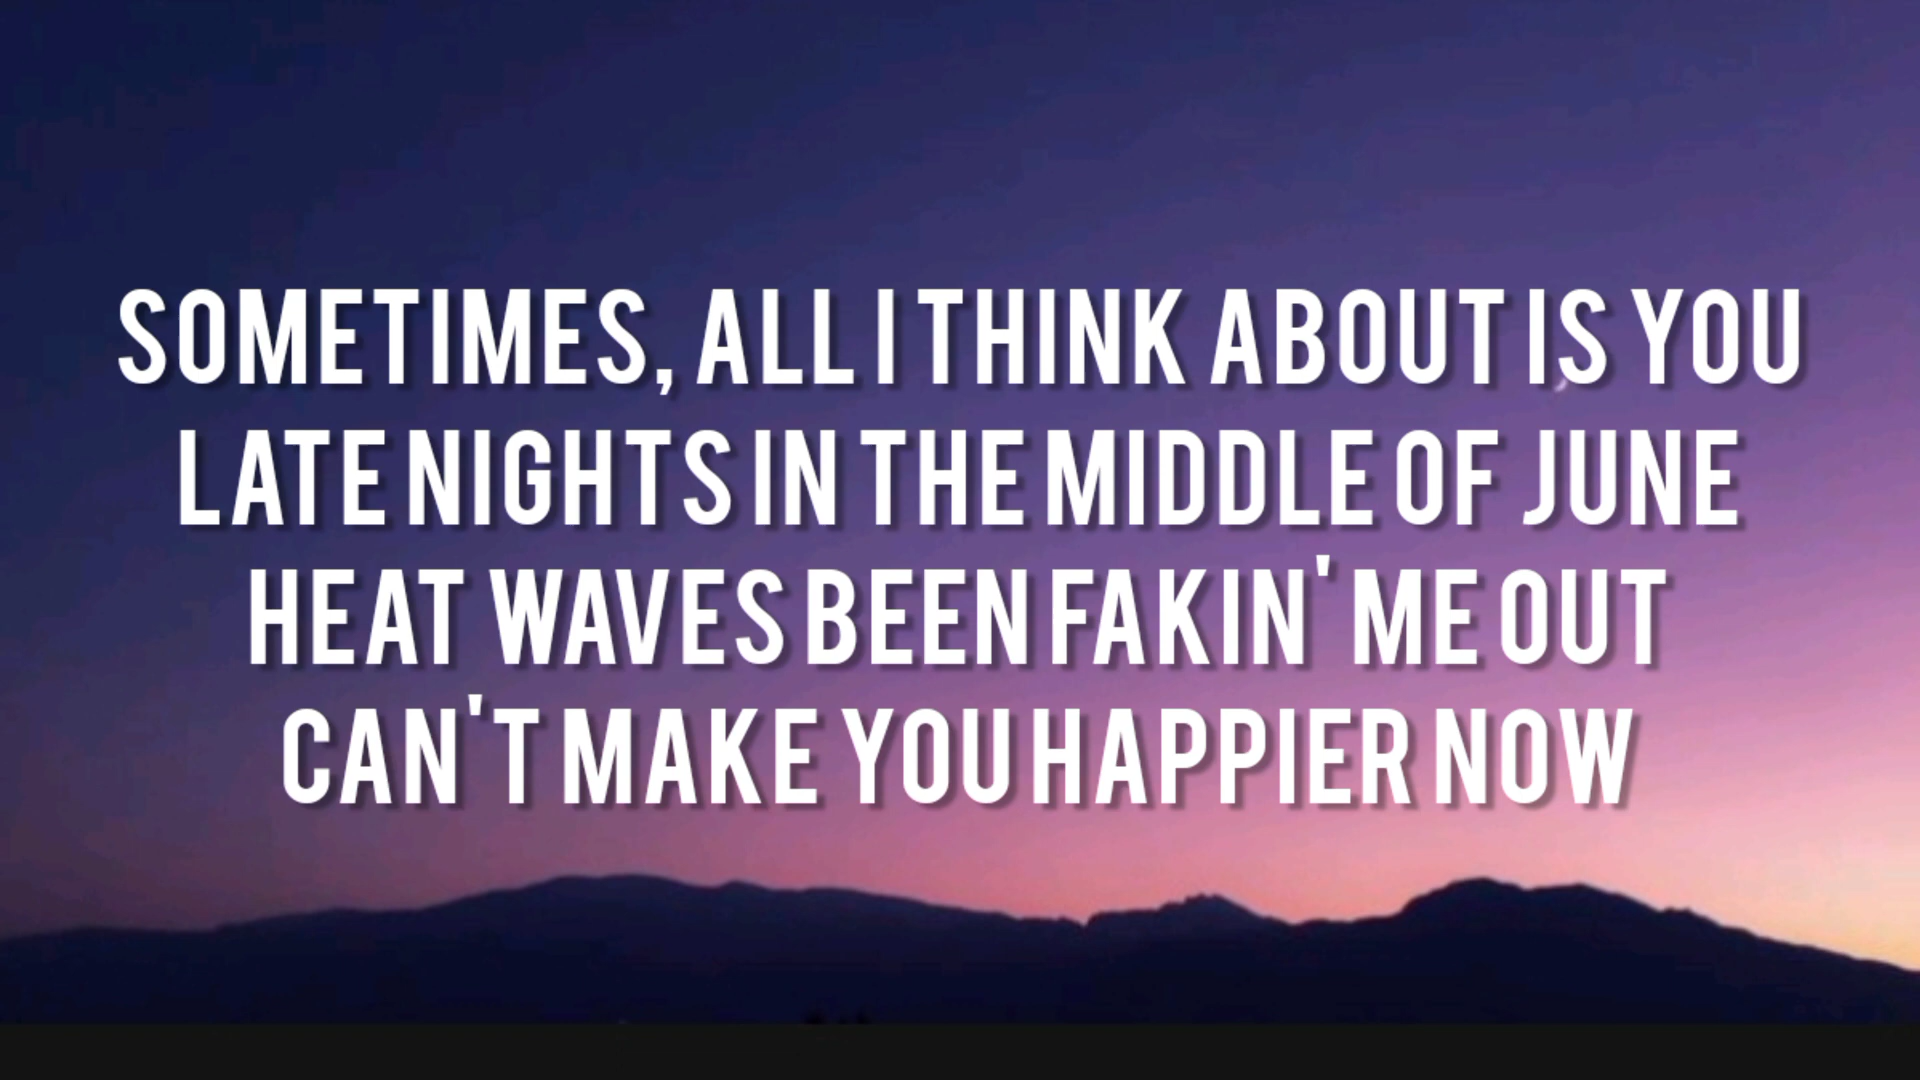 SOMETIMES, ALL I THINK ABOUT IS YOU
LATE NIGHTS IN THE MIDDLE OF JUNE
HEAT WAVES BEEN FAKIN' ME OUT
CAN'T MAKE YOU HAPPIER NOW